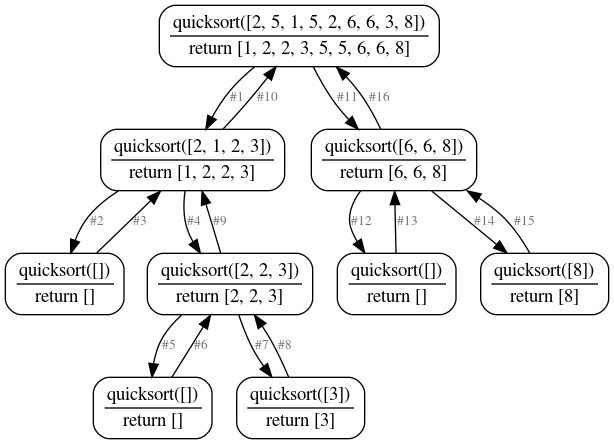 quicksort([2, 5, 1, 5, 2, 6, 6, 3, 8])
return [1, 2, 2, 3, 5, 5, 6, 6, 8]
#1
#10
#11
#16
quicksort([2, 1, 2, 3])
return [1, 2, 2, 3]
quicksort([6, 6, 8])
return [6, 6, 8]
#2
#3
#4
#9
#12
#13
#14
#15
quicksort([])
return []
quicksort([2, 2, 3])
return [2, 2, 3]
quicksort([])
return []
quicksort([8])
return [8]
#5
#6
#7
#8
quicksort([])
return []
quicksort([3])
return [3]